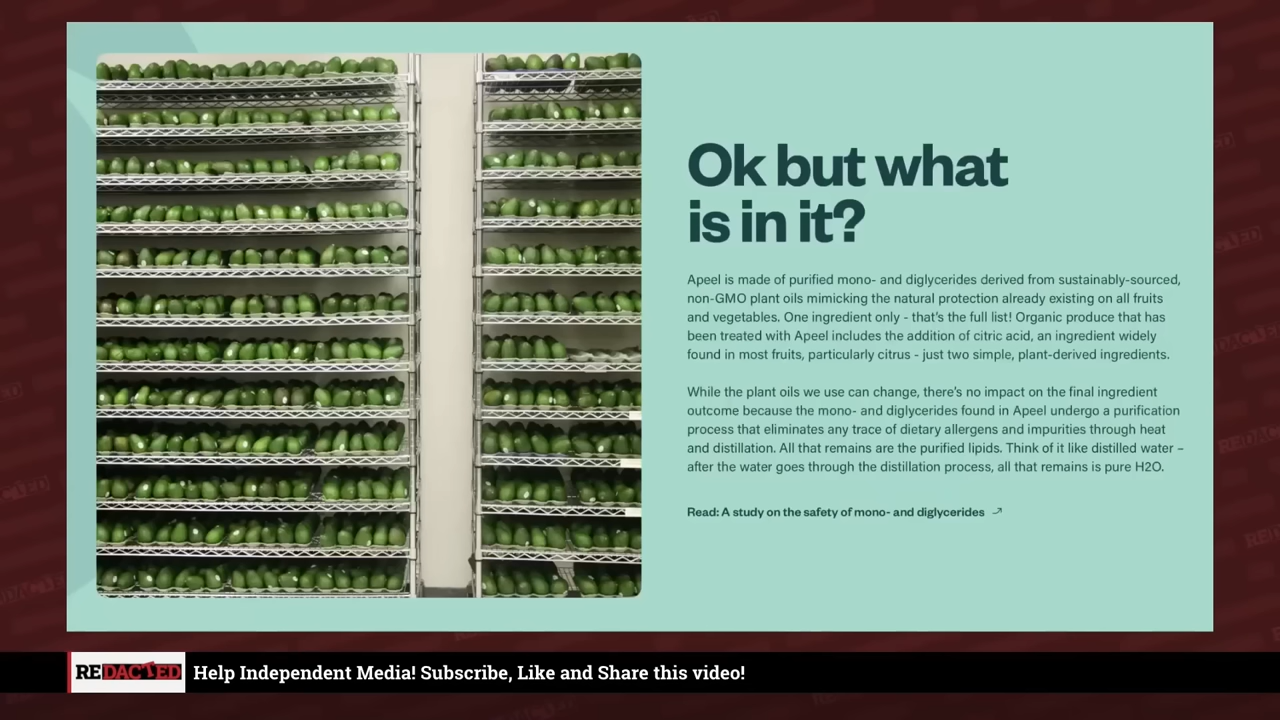 Ok but what
is in it?
Apeel is made of purified mono- and diglycerides derived from sustainably-sourced,
non-GMO plant oils mimicking the natural protection already existing on all fruits
and vegetables. One ingredient only - that's the full list! Organic produce that has
been treated with Apeel includes the addition of citric acid, an ingredient widely
found in most fruits, particularly citrus - just two simple, plant-derived ingredients.
While the plant oils we use can change, there's no impact on the final ingredient
outcome because the mono- and diglycerides found in Apeel undergo a purification
process that eliminates any trace of dietary allergens and impurities through heat
and distillation. All that remains are the purified lipids. Think of it like distilled water –
after the water goes through the distillation process, all that remains is pure H2O.
Read: A study on the safety of mono- and diglycerides
REDACTED Help Independent Media! Subscribe, Like and Share this video!